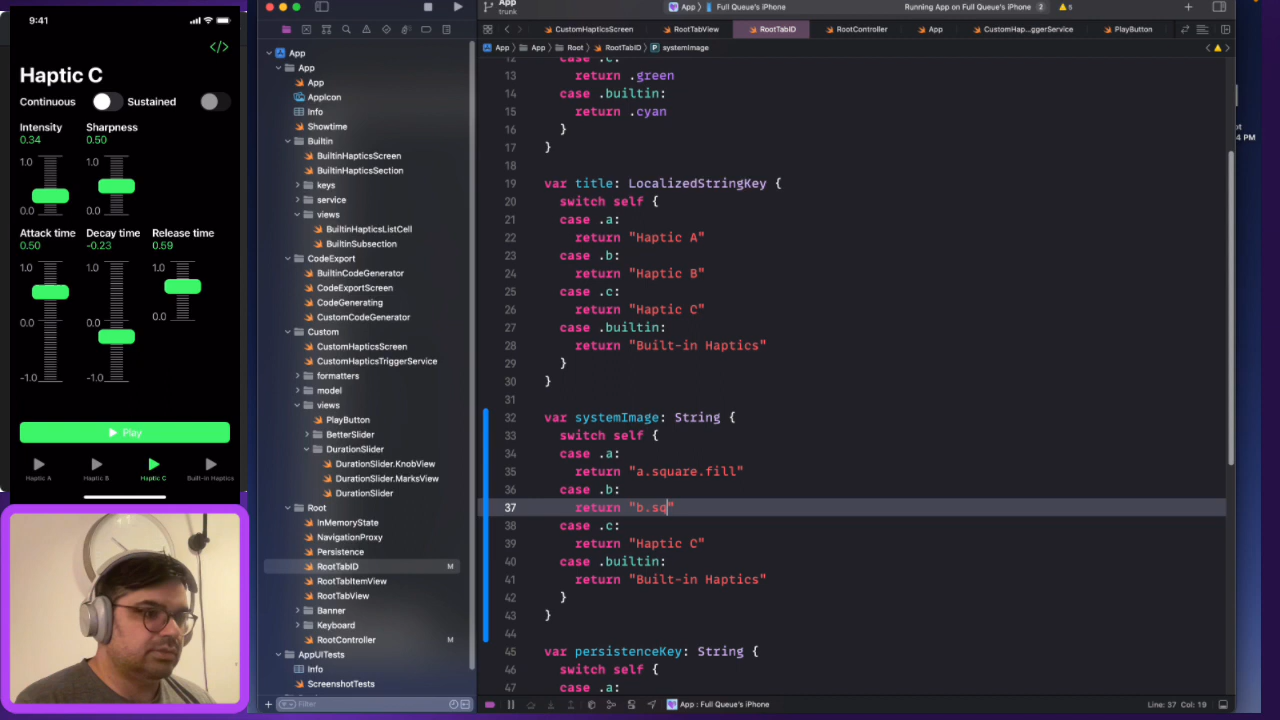 9:41
</>
Haptic C
Continuous Sustained
Intensity Sharpness
0.34 0.50
1.0 1.0
0.0 0.0
Attack time Decay time Release time
0.50 -0.23 0.59
1.0 1.0 1.0
0.0 0.0 0.0
-1.0 -1.0
Play
Haptic A Haptic B Haptic C Built-in Haptics
App
App
App
AppIcon
Info
Showtime
Builtin
BuiltinHapticsScreen
BuiltinHapticsSection
keys
service
views
BuiltinHapticsListCell
BuiltinSubsection
CodeExport
BuiltinCodeGenerator
CodeExportScreen
CodeGenerating
CustomCodeGenerator
Custom
CustomHapticsScreen
CustomHapticsTriggerService
formatters
model
views
PlayButton
BetterSlider
DurationSlider
DurationSlider.KnobView
DurationSlider.MarksView
DurationSlider
Root
InMemoryState
NavigationProxy
Persistence
RootTabID M
RootTabItemView
RootTabView
Banner
Keyboard
RootController M
AppUITests
Info
ScreenshotTests
Filter
App
trunk
App 〉 Full Queue's iPhone
Running App on Full Queue's iPhone 2 5
CustomHapticsScreen RootTabView RootTabID RootController App CustomHap...ggerService PlayButton
App 〉 App 〉 Root 〉 RootTabID 〉 P systemImage
12 case .c:
13 return .green
14 case .builtin:
15 return .cyan
16 }
17 }
18
19 var title: LocalizedStringKey {
20 switch self {
21 case .a:
22 return "Haptic A"
23 case .b:
24 return "Haptic B"
25 case .c:
26 return "Haptic C"
27 case .builtin:
28 return "Built-in Haptics"
29 }
30 }
31
32 var systemImage: String {
33 switch self {
34 case .a:
35 return "a.square.fill"
36 case .b:
37 return "b.sq"
38 case .c:
39 return "Haptic C"
40 case .builtin:
41 return "Built-in Haptics"
42 }
43 }
44
45 var persistenceKey: String {
46 switch self {
47 case .a:
App : Full Queue's iPhone
Line: 37 Col: 19